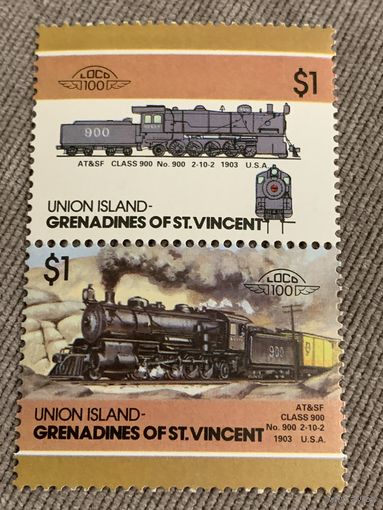 LOCO
100
$1
900
AT&SF CLASS 900 No. 900 2-10-2 1903 U.S.A.
UNION ISLAND-
GRENADINES OF ST. VINCENT
$1
LOCO
100
900
AT&SF
CLASS 900
No. 900 2-10-2
1903 U.S.A.
UNION ISLAND-
GRENADINES OF ST. VINCENT